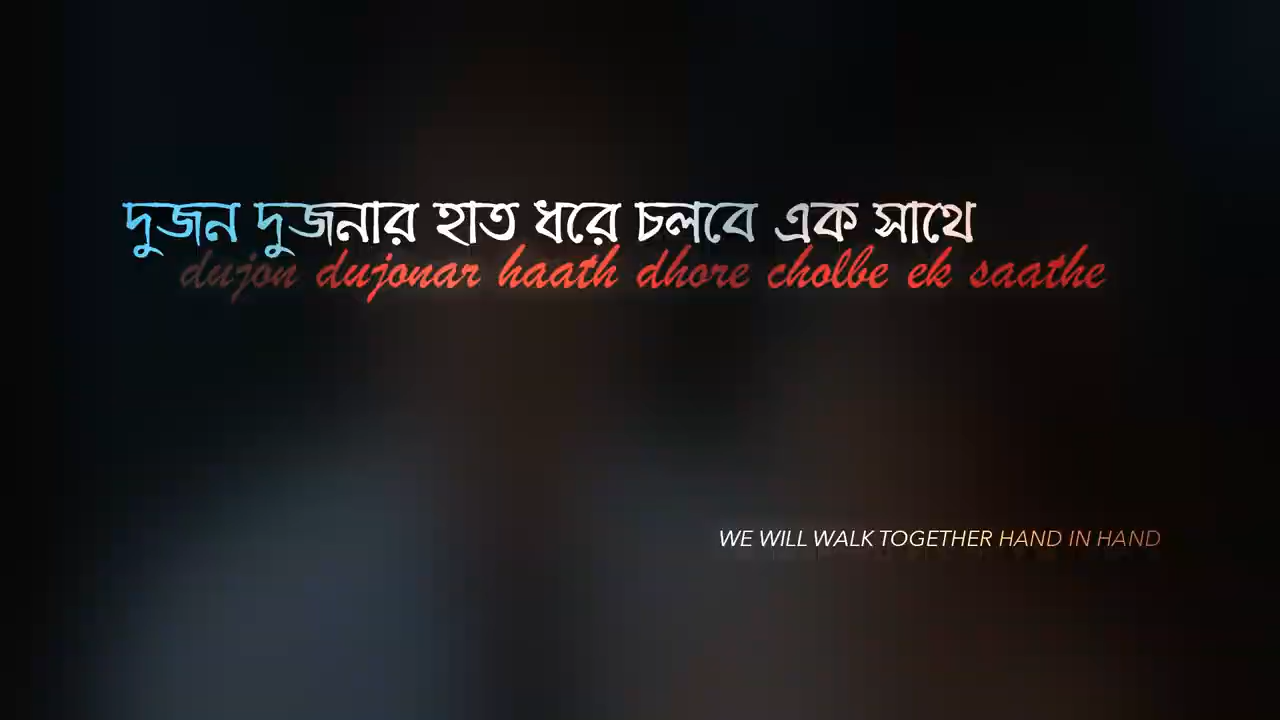 দুজন দুজনার হাত ধরে চলবে এক সাথে
dujon dujonar haath dhore cholbe ek saathe
WE WILL WALK TOGETHER HAND IN HAND